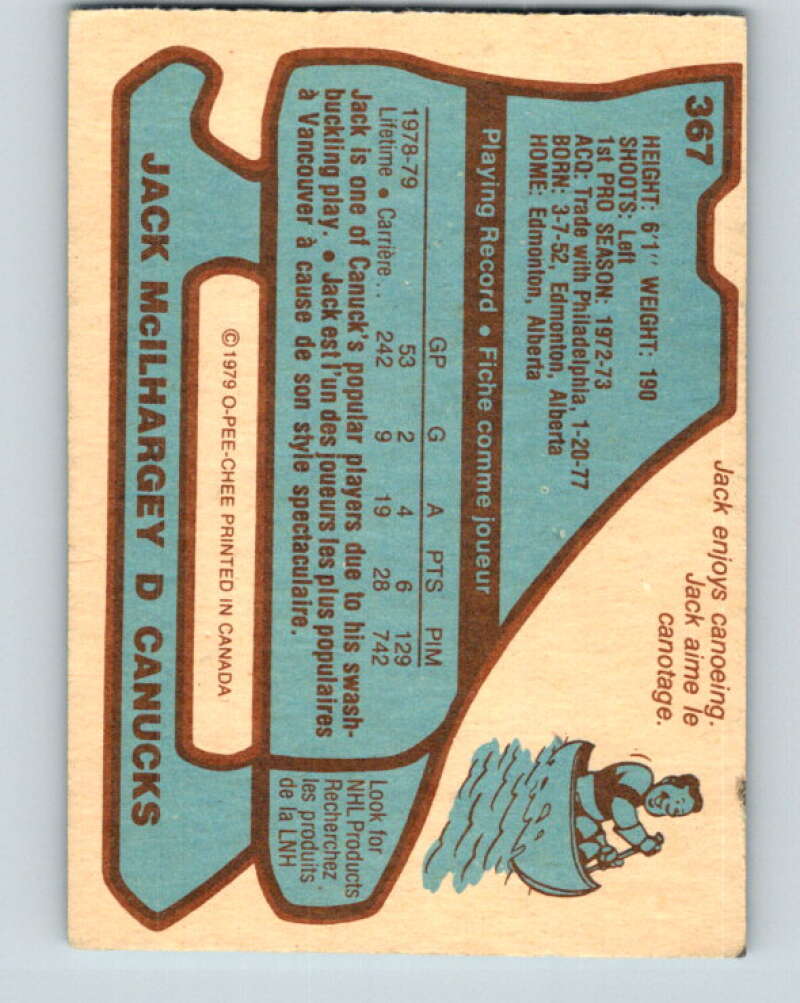 367
HEIGHT: 6'1'' WEIGHT: 190
SHOOTS: Left
1st PRO SEASON: 1972-73
ACQ: Trade with Philadelphia, 1-20-77
BORN: 3-7-52, Edmonton, Alberta
HOME: Edmonton, Alberta
Jack enjoys canoeing.
Jack aime le
canotage.
Playing Record • Fiche comme joueur
GP G A PTS PIM
1978-79 53 2 4 6 129
Lifetime • Carrière .. 242 9 19 28 742
Jack is one of Canuck's popular players due to his swash-
buckling play. • Jack est l'un des joueurs les plus populaires
à Vancouver à cause de son style spectaculaire.
Look for
NHL Products
Recherchez
les produits
de la LNH
©1979 O-PEE-CHEE PRINTED IN CANADA
JACK McILHARGEY D CANUCKS